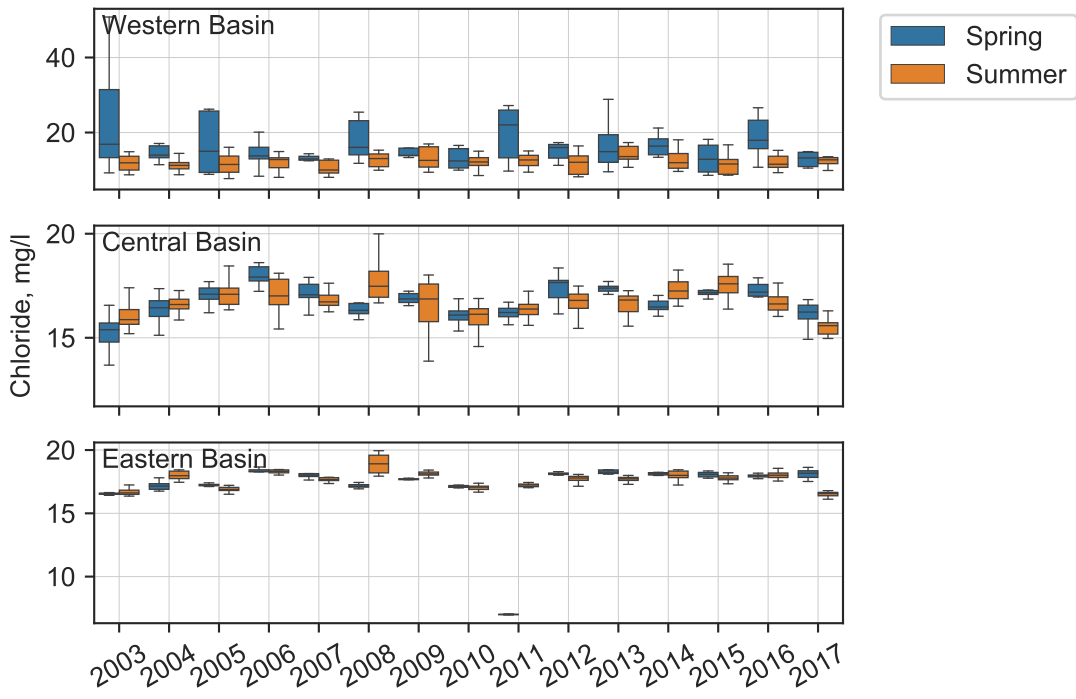 Western Basin
40
20
Spring
Summer
Chloride, mg/l
20
Central Basin
15
20
Eastern Basin
15
10
2003 2004 2005 2006 2007 2008 2009 2010 2011 2012 2013 2014 2015 2016 2017